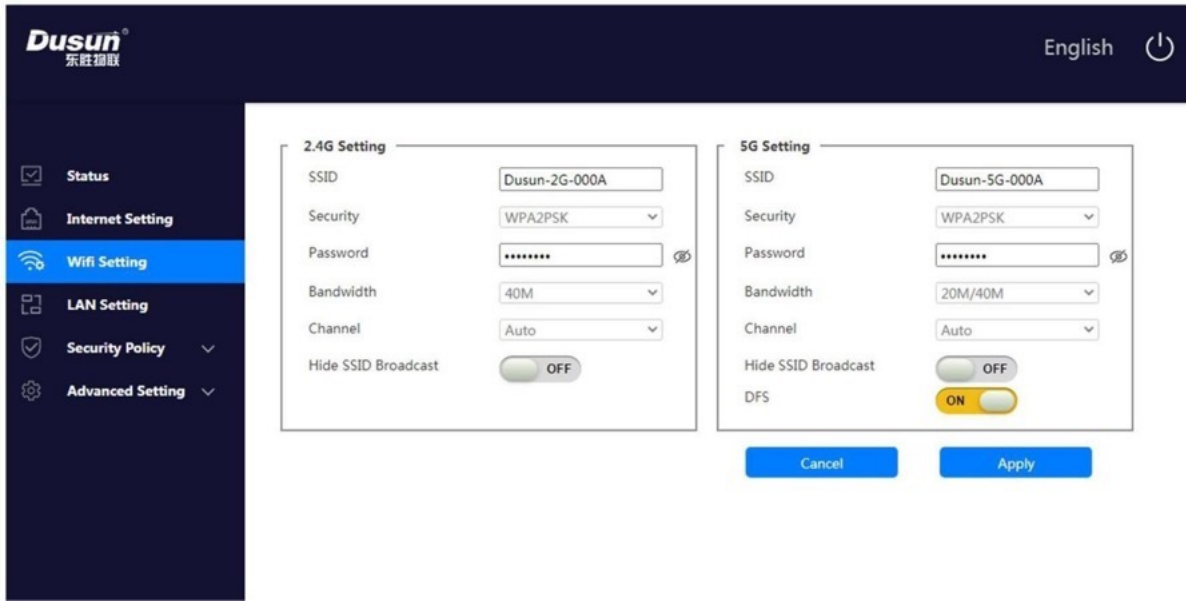 Dusun®
东胜物联
English
Status
Internet Setting
Wifi Setting
LAN Setting
Security Policy
Advanced Setting
2.4G Setting
SSID Dusun-2G-000A
Security WPA2PSK
Password ••••••••
Bandwidth 40M
Channel Auto
Hide SSID Broadcast OFF
5G Setting
SSID Dusun-5G-000A
Security WPA2PSK
Password ••••••••
Bandwidth 20M/40M
Channel Auto
Hide SSID Broadcast OFF
DFS ON
Cancel Apply